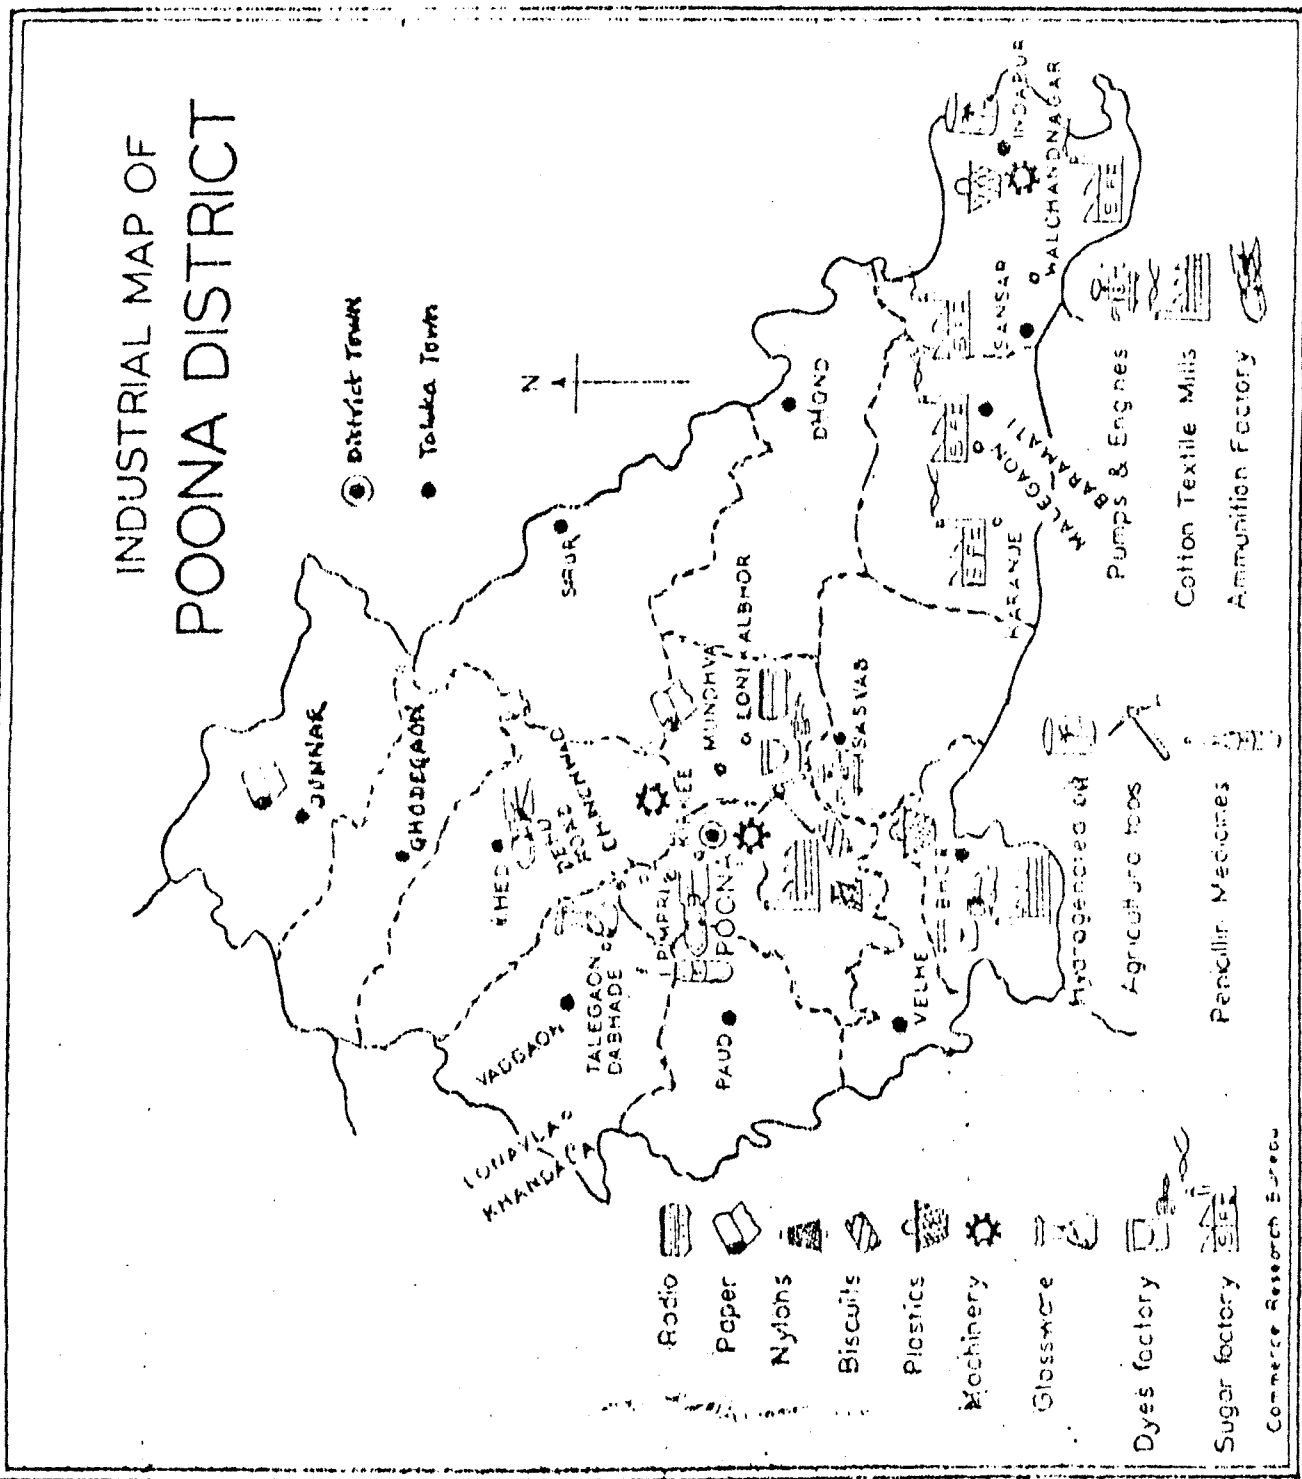 INDUSTRIAL MAP OF
POONA DISTRICT
District Town
Taluka Town
N
JUNNAR
GHODEGAON
KHED
SIRUR
DEHU
ROAD
CHINCHWAD
VADGAON
TALEGAON
DABHADE
LONAVLA
KHANDALA
PIMPRI
KIRKEE
POONA
MUNDHVA
LONI KALBHOR
PAUD
DHOND
SASVAD
VELHE
BHOR
KARANJE
MALEGAON
BARAMATI
SANSAR
WALCHANDNAGAR
INDAPUR
Radio
Paper
Nylons
Biscuits
Plastics
Machinery
Glassware
Dyes factory
Sugar factory
Hydrogenated oil
Agriculture tools
Penicillin Medicines
Pumps & Engines
Cotton Textile Mills
Ammunition Factory
Commerce Research Bureau